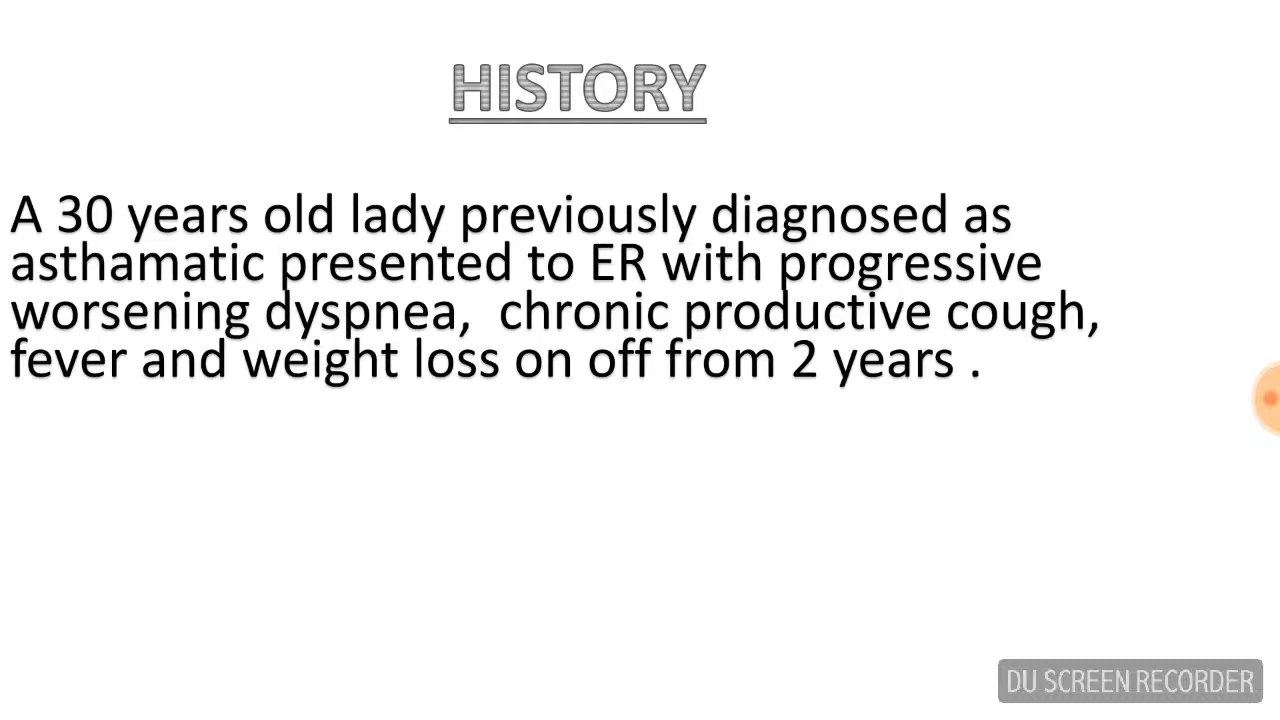 HISTORY
A 30 years old lady previously diagnosed as
asthamatic presented to ER with progressive
worsening dyspnea,  chronic productive cough,
fever and weight loss on off from 2 years .
DU SCREEN RECORDER